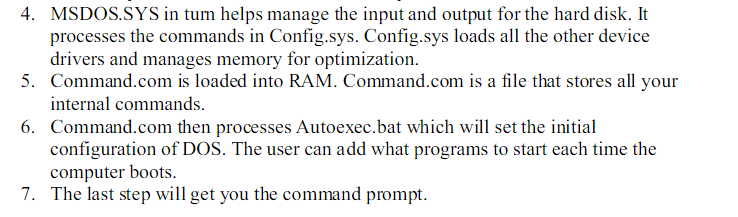 4. MSDOS.SYS in turn helps manage the input and output for the hard disk. It
processes the commands in Config.sys. Config.sys loads all the other device
drivers and manages memory for optimization.
5. Command.com is loaded into RAM. Command.com is a file that stores all your
internal commands.
6. Command.com then processes Autoexec.bat which will set the initial
configuration of DOS. The user can add what programs to start each time the
computer boots.
7. The last step will get you the command prompt.